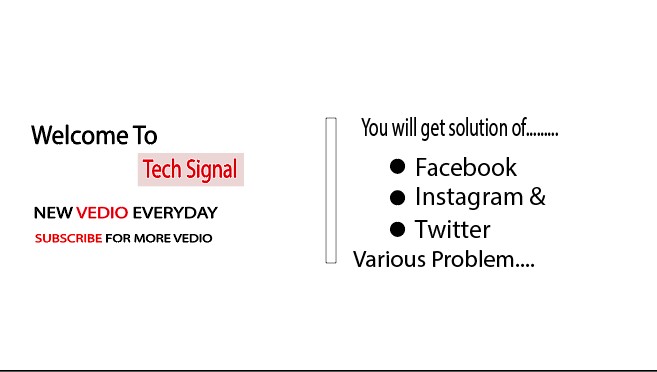 Welcome To
Tech Signal
NEW VEDIO EVERYDAY
SUBSCRIBE FOR MORE VEDIO
You will get solution of.........
● Facebook
● Instagram &
● Twitter
Various Problem....